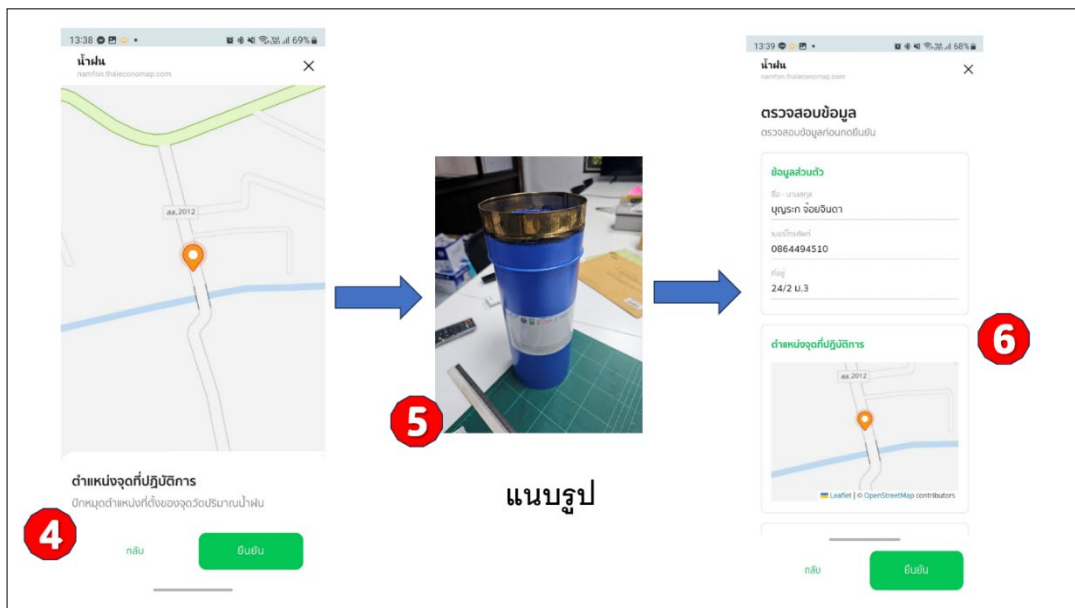 13:38
69%
น้ำฝน
namfon.thaieconomap.com
สส.2012
ตำแหน่งจุดที่ปฏิบัติการ
ปักหมุดตำแหน่งที่ตั้งของจุดวัดปริมาณน้ำฝน
4
กลับ
ยืนยัน
5
แนบรูป
13:39
68%
น้ำฝน
namfon.thaieconomap.com
ตรวจสอบข้อมูล
ตรวจสอบข้อมูลก่อนกดยืนยัน
ข้อมูลส่วนตัว
ชื่อ - นามสกุล
บุญระก จ้อยจินดา
เบอร์โทรศัพท์
0864494510
ที่อยู่
24/2 ม.3
6
ตำแหน่งจุดที่ปฏิบัติการ
สส.2012
Leaflet | © OpenStreetMap contributors
กลับ
ยืนยัน